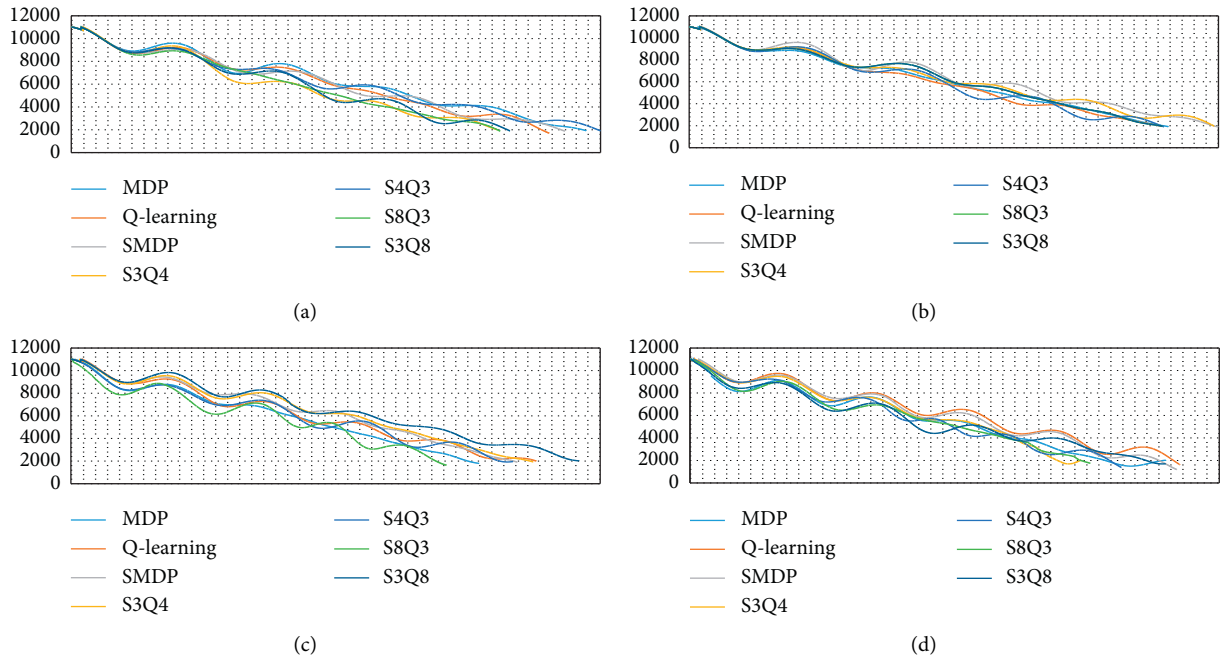 12000
10000
8000
6000
4000
2000
0
MDP
Q-learning
SMDP
S3Q4
S4Q3
S8Q3
S3Q8
(a)
12000
10000
8000
6000
4000
2000
0
MDP
Q-learning
SMDP
S3Q4
S4Q3
S8Q3
S3Q8
(b)
12000
10000
8000
6000
4000
2000
0
MDP
Q-learning
SMDP
S3Q4
S4Q3
S8Q3
S3Q8
(c)
12000
10000
8000
6000
4000
2000
0
MDP
Q-learning
SMDP
S3Q4
S4Q3
S8Q3
S3Q8
(d)